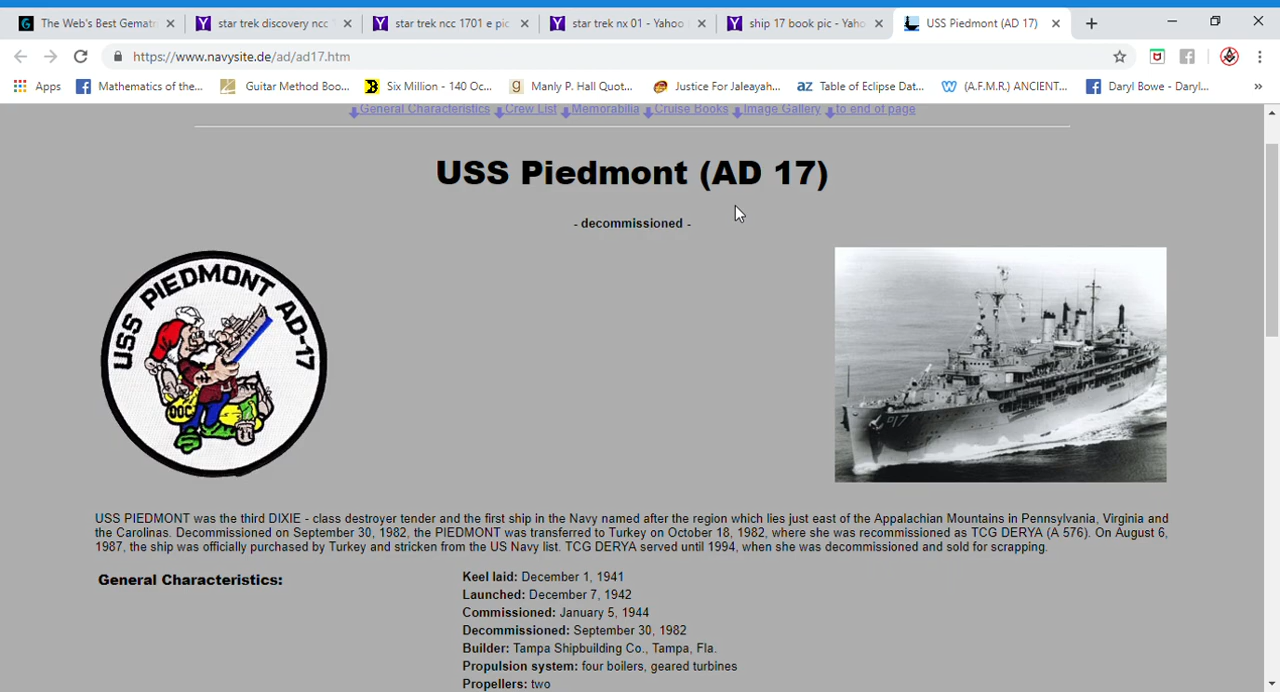 The Web's Best Gematr
star trek discovery ncc
star trek ncc 1701 e pic
star trek nx 01 - Yahoo
ship 17 book pic - Yaho
USS Piedmont (AD 17)
https://www.navysite.de/ad/ad17.htm
Apps
Mathematics of the...
Guitar Method Boo...
Six Million - 140 Oc...
Manly P. Hall Quot...
Justice For Jaleayah...
az Table of Eclipse Dat...
(A.F.M.R.) ANCIENT...
Daryl Bowe - Daryl...
General Characteristics Crew List Memorabilia Cruise Books Image Gallery to end of page
USS Piedmont (AD 17)
- decommissioned -
USS PIEDMONT AD-17
DOC
D17
USS PIEDMONT was the third DIXIE - class destroyer tender and the first ship in the Navy named after the region which lies just east of the Appalachian Mountains in Pennsylvania, Virginia and
the Carolinas. Decommissioned on September 30, 1982, the PIEDMONT was transferred to Turkey on October 18, 1982, where she was recommissioned as TCG DERYA (A 576). On August 6,
1987, the ship was officially purchased by Turkey and stricken from the US Navy list. TCG DERYA served until 1994, when she was decommissioned and sold for scrapping.
General Characteristics:
Keel laid: December 1, 1941
Launched: December 7, 1942
Commissioned: January 5, 1944
Decommissioned: September 30, 1982
Builder: Tampa Shipbuilding Co., Tampa, Fla.
Propulsion system: four boilers, geared turbines
Propellers: two